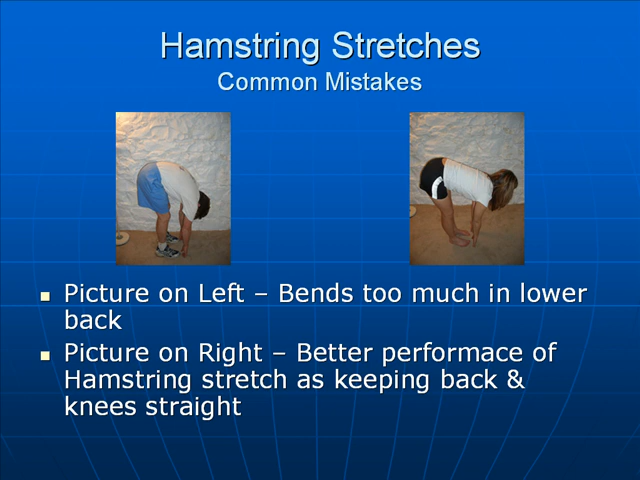 Hamstring Stretches
Common Mistakes
Picture on Left – Bends too much in lower
back
Picture on Right – Better performace of
Hamstring stretch as keeping back &
knees straight